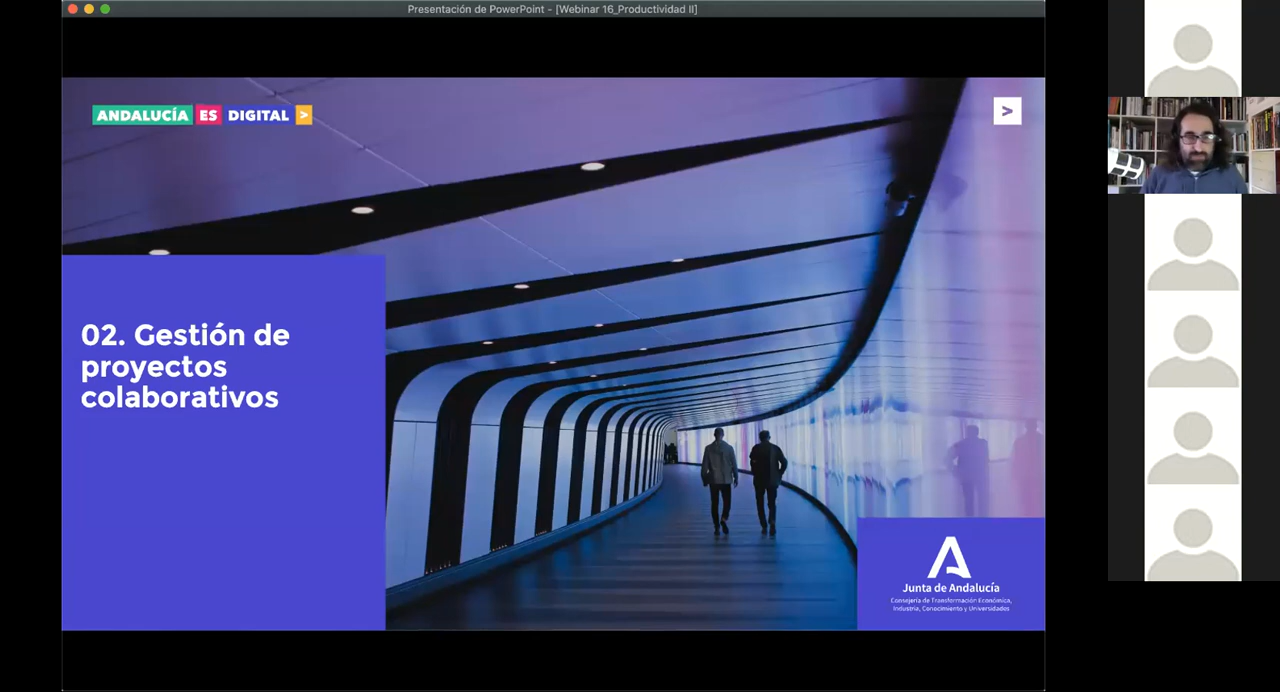 Presentación de PowerPoint - [Webinar 16_Productividad II]
ANDALUCÍA ES DIGITAL >
>
02. Gestión de
proyectos
colaborativos
Junta de Andalucía
Consejería de Transformación Económica,
Industria, Conocimiento y Universidades